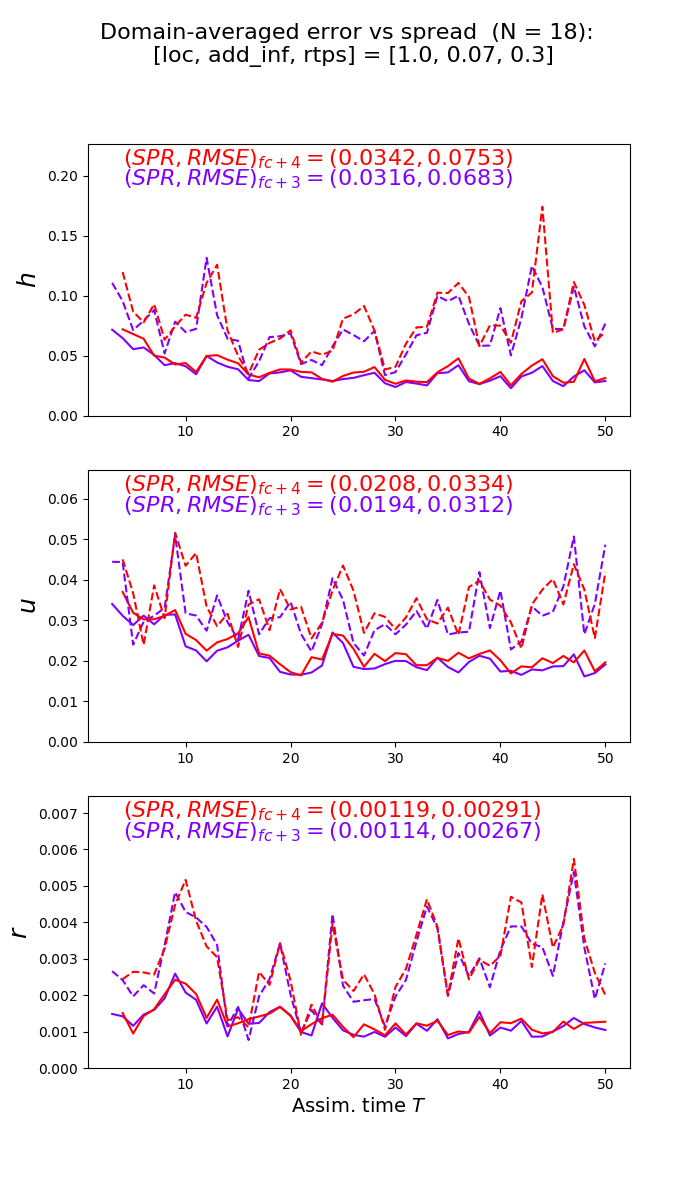 Domain-averaged error vs spread (N = 18):
[loc, add_inf, rtps] = [1.0, 0.07, 0.3]
(SPR, RMSE)fc+4 = (0.0342, 0.0753)
(SPR, RMSE)fc+3 = (0.0316, 0.0683)
0.20
0.15
h
0.10
0.05
0.00
10 20 30 40 50
(SPR, RMSE)fc+4 = (0.0208, 0.0334)
(SPR, RMSE)fc+3 = (0.0194, 0.0312)
0.06
0.05
0.04
u
0.03
0.02
0.01
0.00
10 20 30 40 50
(SPR, RMSE)fc+4 = (0.00119, 0.00291)
(SPR, RMSE)fc+3 = (0.00114, 0.00267)
0.007
0.006
0.005
0.004
r
0.003
0.002
0.001
0.000
10 20 30 40 50
Assim. time T